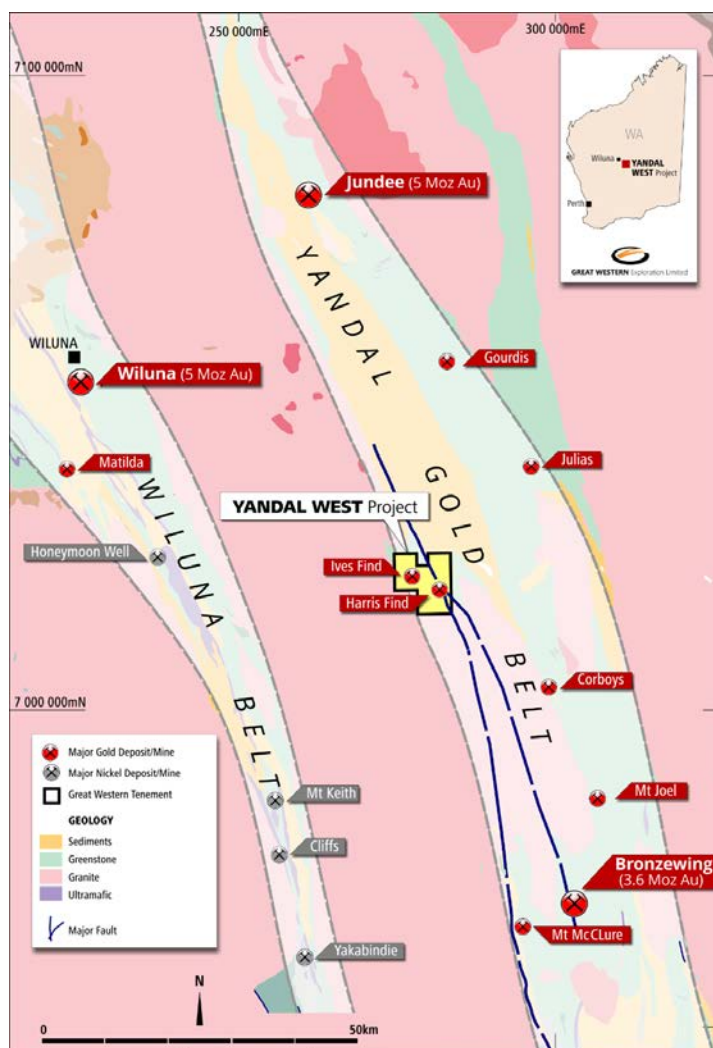 250 000mE
300 000mE
7100 000mN
WA
Wiluna
YANDAL
WEST Project
Perth
GREAT WESTERN Exploration Limited
Jundee (5 Moz Au)
YANDAL
GOLD
BELT
WILUNA
Wiluna (5 Moz Au)
Gourdis
Matilda
Julias
WILUNA
BELT
YANDAL WEST Project
Honeymoon Well
Ives Find
Harris Find
Corboys
7 000 000mN
Major Gold Deposit/Mine
Major Nickel Deposit/Mine
Great Western Tenement
GEOLOGY
Sediments
Greenstone
Granite
Ultramafic
Major Fault
Mt Keith
Cliffs
Yakabindie
Mt Joel
Bronzewing
(3.6 Moz Au)
Mt McCLure
N
0
50km